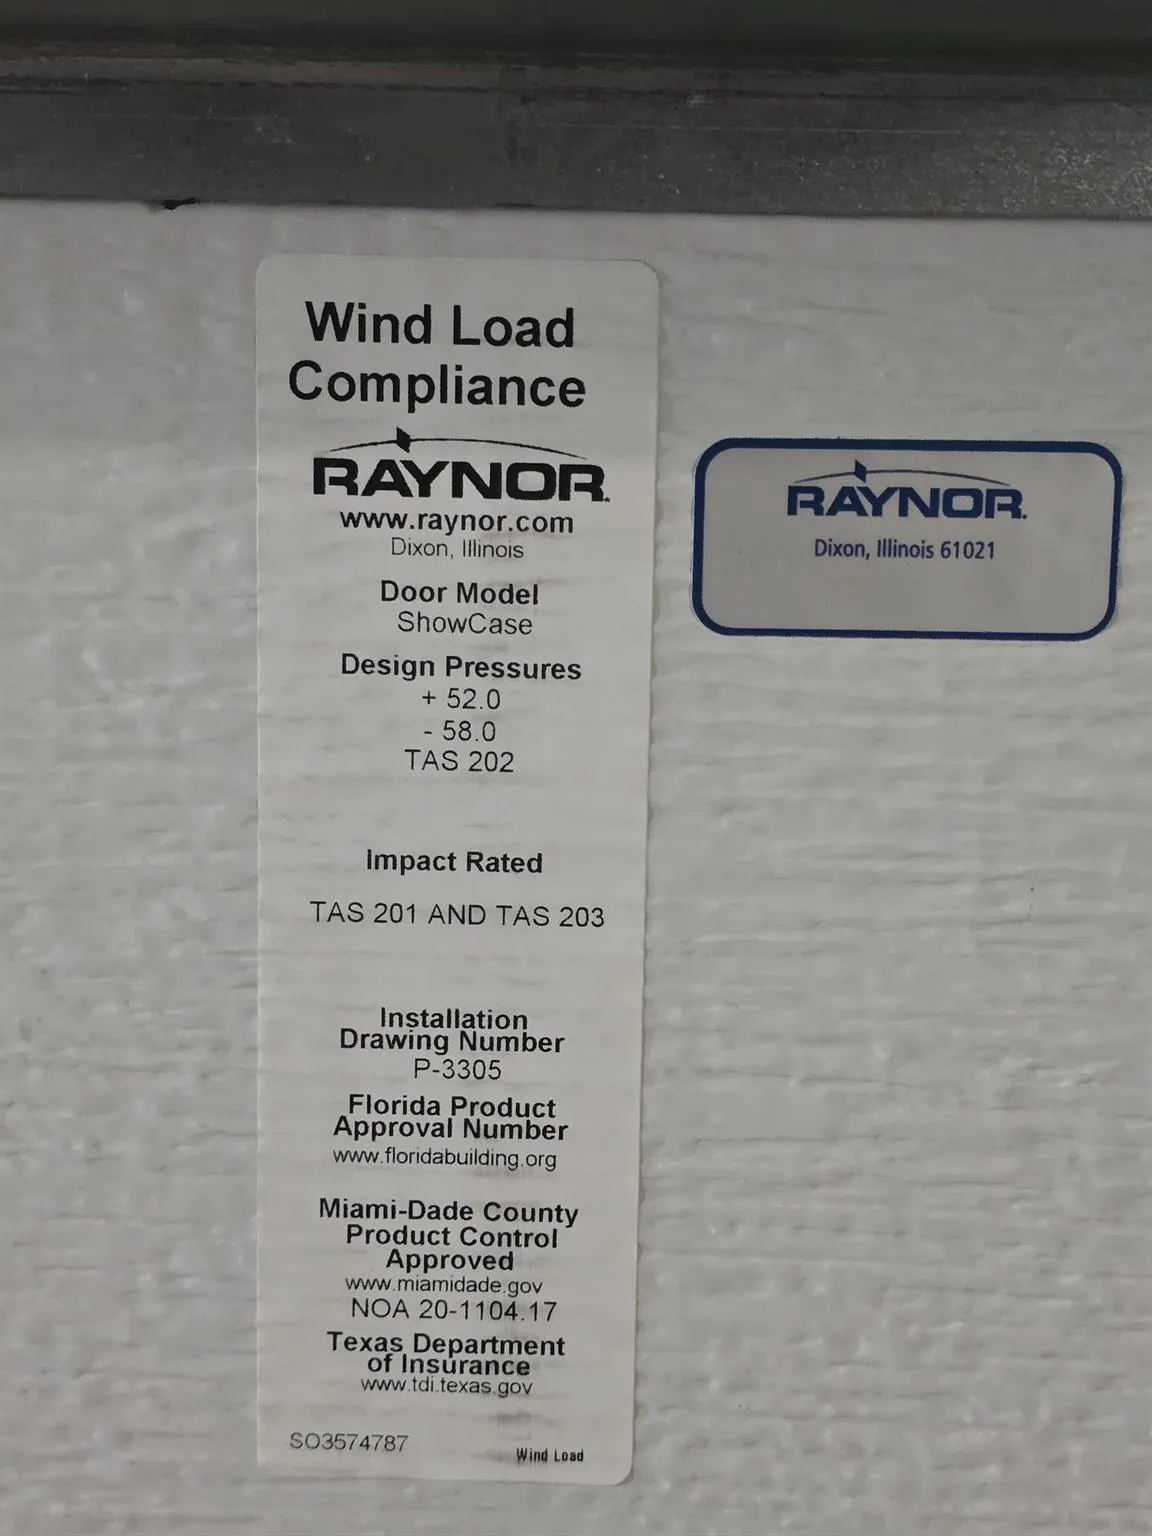 Wind Load
Compliance
RAYNOR.
www.raynor.com
Dixon, Illinois
Door Model
ShowCase
Design Pressures
+ 52.0
- 58.0
TAS 202
Impact Rated
TAS 201 AND TAS 203
Installation
Drawing Number
P-3305
Florida Product
Approval Number
www.floridabuilding.org
Miami-Dade County
Product Control
Approved
www.miamidade.gov
NOA 20-1104.17
Texas Department
of Insurance
www.tdi.texas.gov
SO3574787
Wind Load
RAYNOR.
Dixon, Illinois 61021